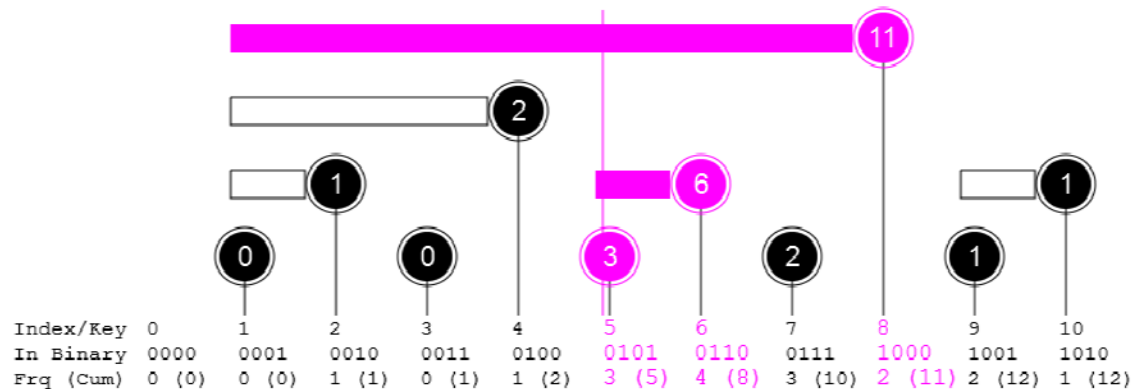 11
2
1 6 1
0 0 3 2 1
Index/Key 0 1 2 3 4 5 6 7 8 9 10
In Binary 0000 0001 0010 0011 0100 0101 0110 0111 1000 1001 1010
Frq (Cum) 0 (0) 0 (0) 1 (1) 0 (1) 1 (2) 3 (5) 4 (8) 3 (10) 2 (11) 2 (12) 1 (12)